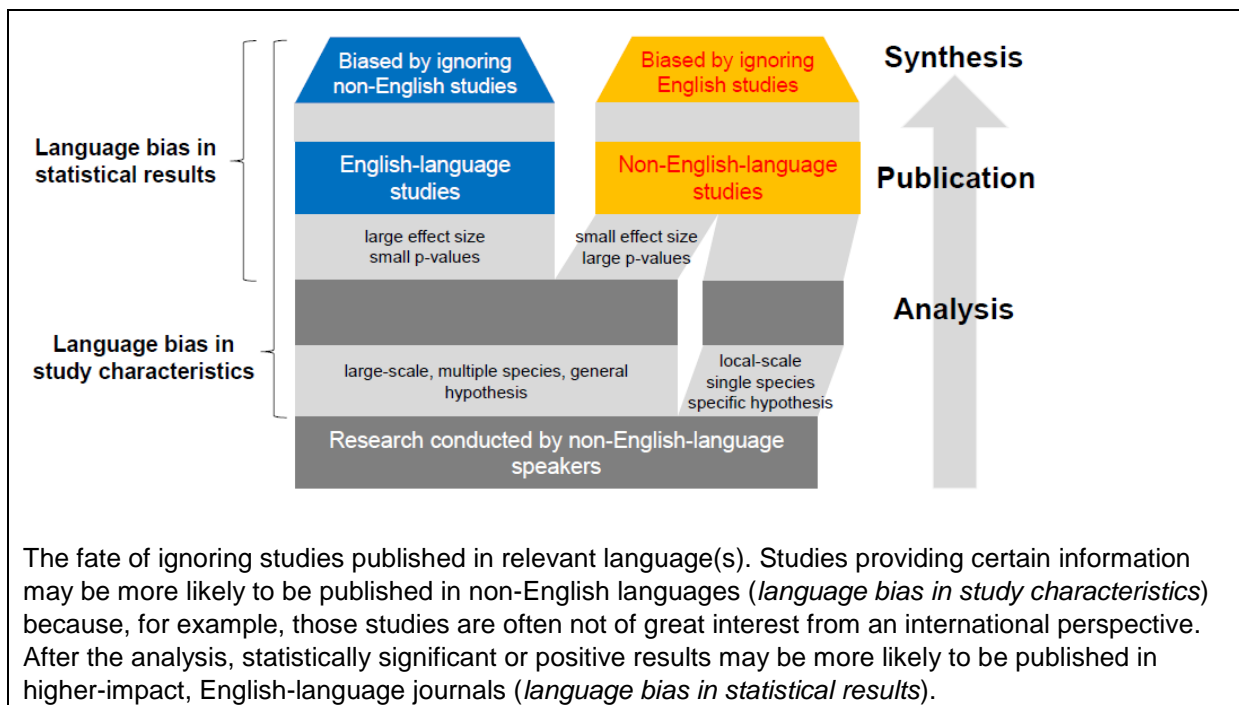 Biased by ignoring
non-English studies
Biased by ignoring
English studies
Synthesis
Language bias in
statistical results
English-language
studies
Non-English-language
studies
Publication
large effect size
small p-values
small effect size
large p-values
Analysis
Language bias in
study characteristics
large-scale, multiple species, general
hypothesis
local-scale
single species
specific hypothesis
Research conducted by non-English-language
speakers
The fate of ignoring studies published in relevant language(s). Studies providing certain information
may be more likely to be published in non-English languages (language bias in study characteristics)
because, for example, those studies are often not of great interest from an international perspective.
After the analysis, statistically significant or positive results may be more likely to be published in
higher-impact, English-language journals (language bias in statistical results).